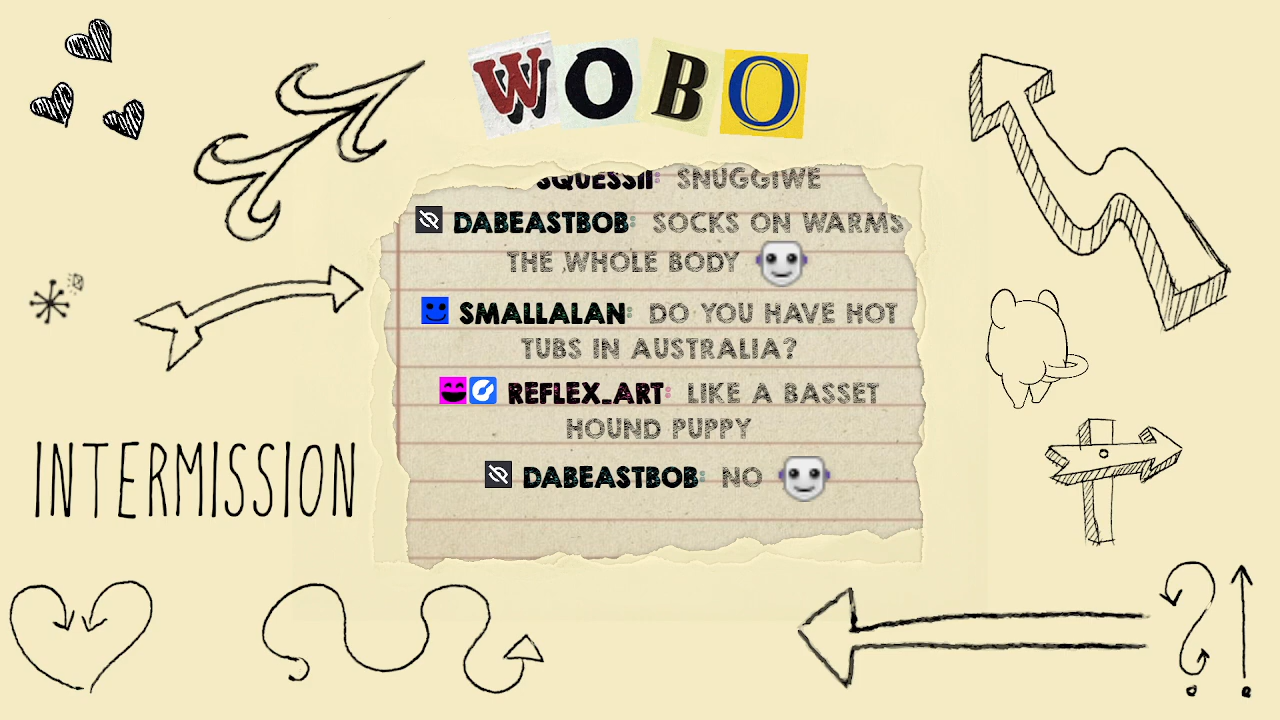 WOBO
SQUESSII: SNUGGIWE
DABEASTBOB: SOCKS ON WARMS
THE WHOLE BODY
SMALLALAN: DO YOU HAVE HOT
TUBS IN AUSTRALIA?
REFLEX_ART: LIKE A BASSET
HOUND PUPPY
DABEASTBOB: NO
INTERMISSION
?!